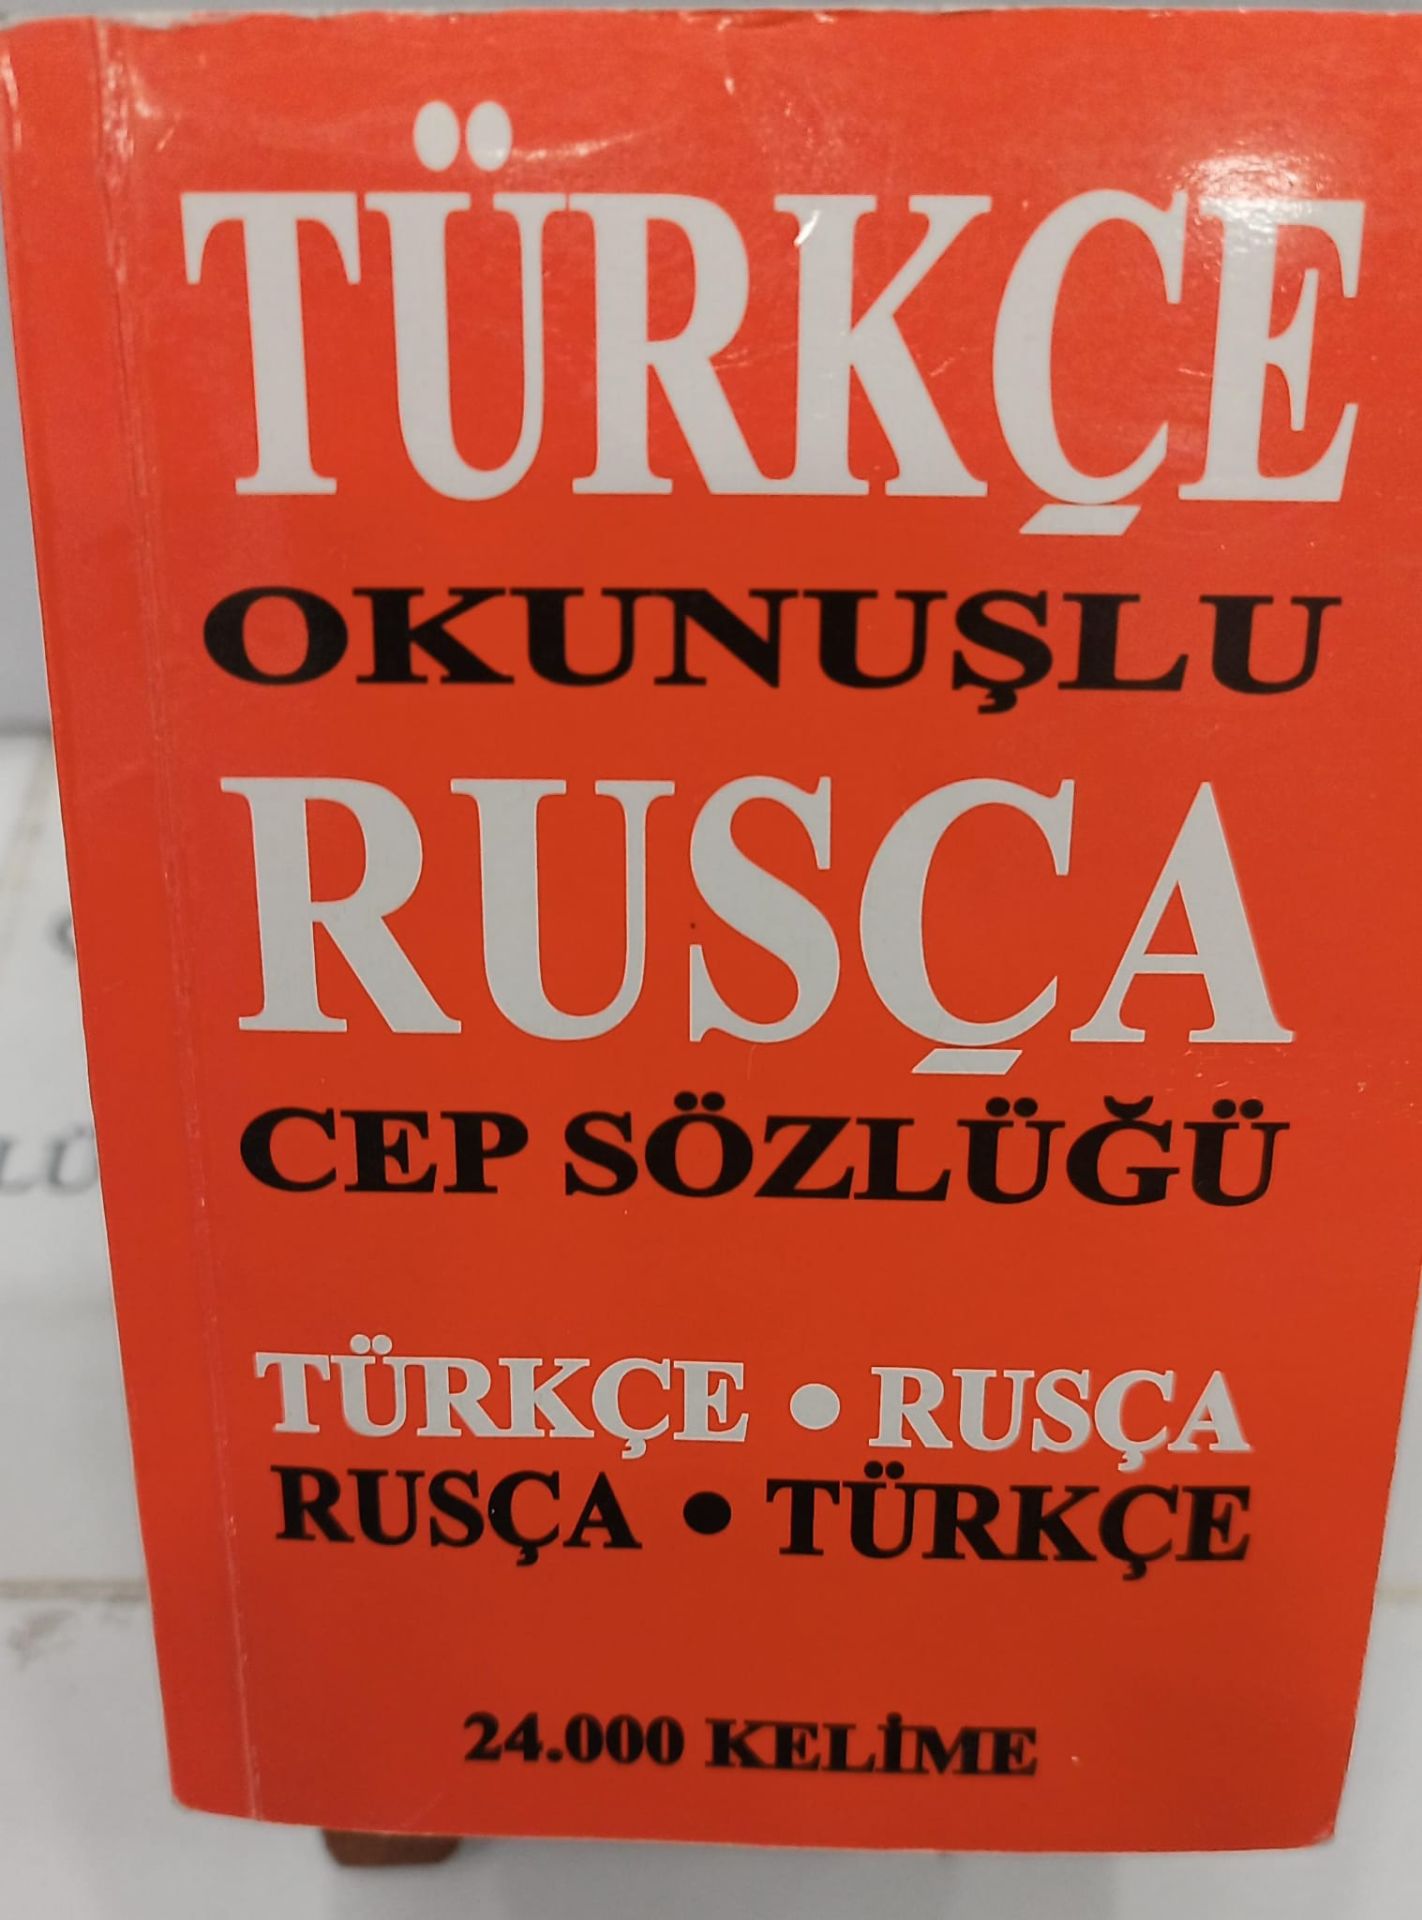 TÜRKÇE
OKUNUŞLU
RUSÇA
CEP SÖZLÜĞÜ
TÜRKÇE • RUSÇA
RUSÇA • TÜRKÇE
24.000 KELİME